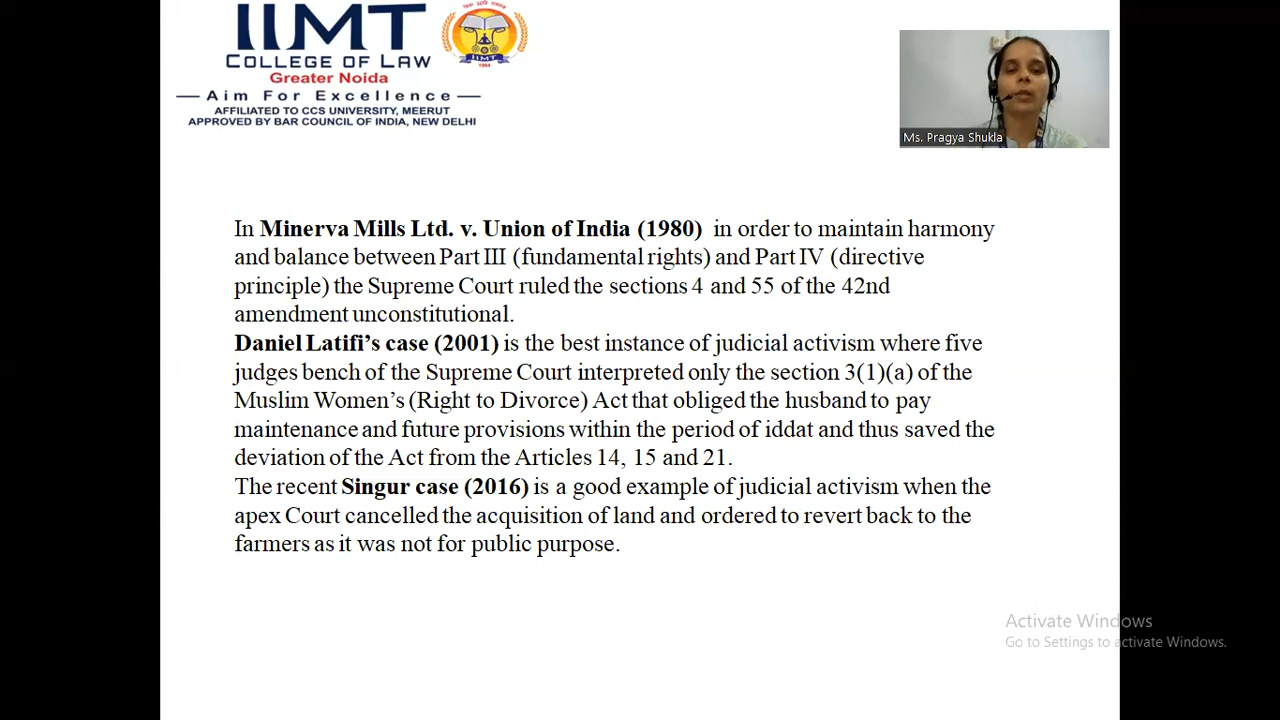 IIMT
COLLEGE OF LAW
Greater Noida
Aim For Excellence
AFFILIATED TO CCS UNIVERSITY, MEERUT
APPROVED BY BAR COUNCIL OF INDIA, NEW DELHI
IIMT
1994
Ms. Pragya Shukla
In Minerva Mills Ltd. v. Union of India (1980) in order to maintain harmony
and balance between Part III (fundamental rights) and Part IV (directive
principle) the Supreme Court ruled the sections 4 and 55 of the 42nd
amendment unconstitutional.
Daniel Latifi’s case (2001) is the best instance of judicial activism where five
judges bench of the Supreme Court interpreted only the section 3(1)(a) of the
Muslim Women’s (Right to Divorce) Act that obliged the husband to pay
maintenance and future provisions within the period of iddat and thus saved the
deviation of the Act from the Articles 14, 15 and 21.
The recent Singur case (2016) is a good example of judicial activism when the
apex Court cancelled the acquisition of land and ordered to revert back to the
farmers as it was not for public purpose.
Activate Windows
Go to Settings to activate Windows.